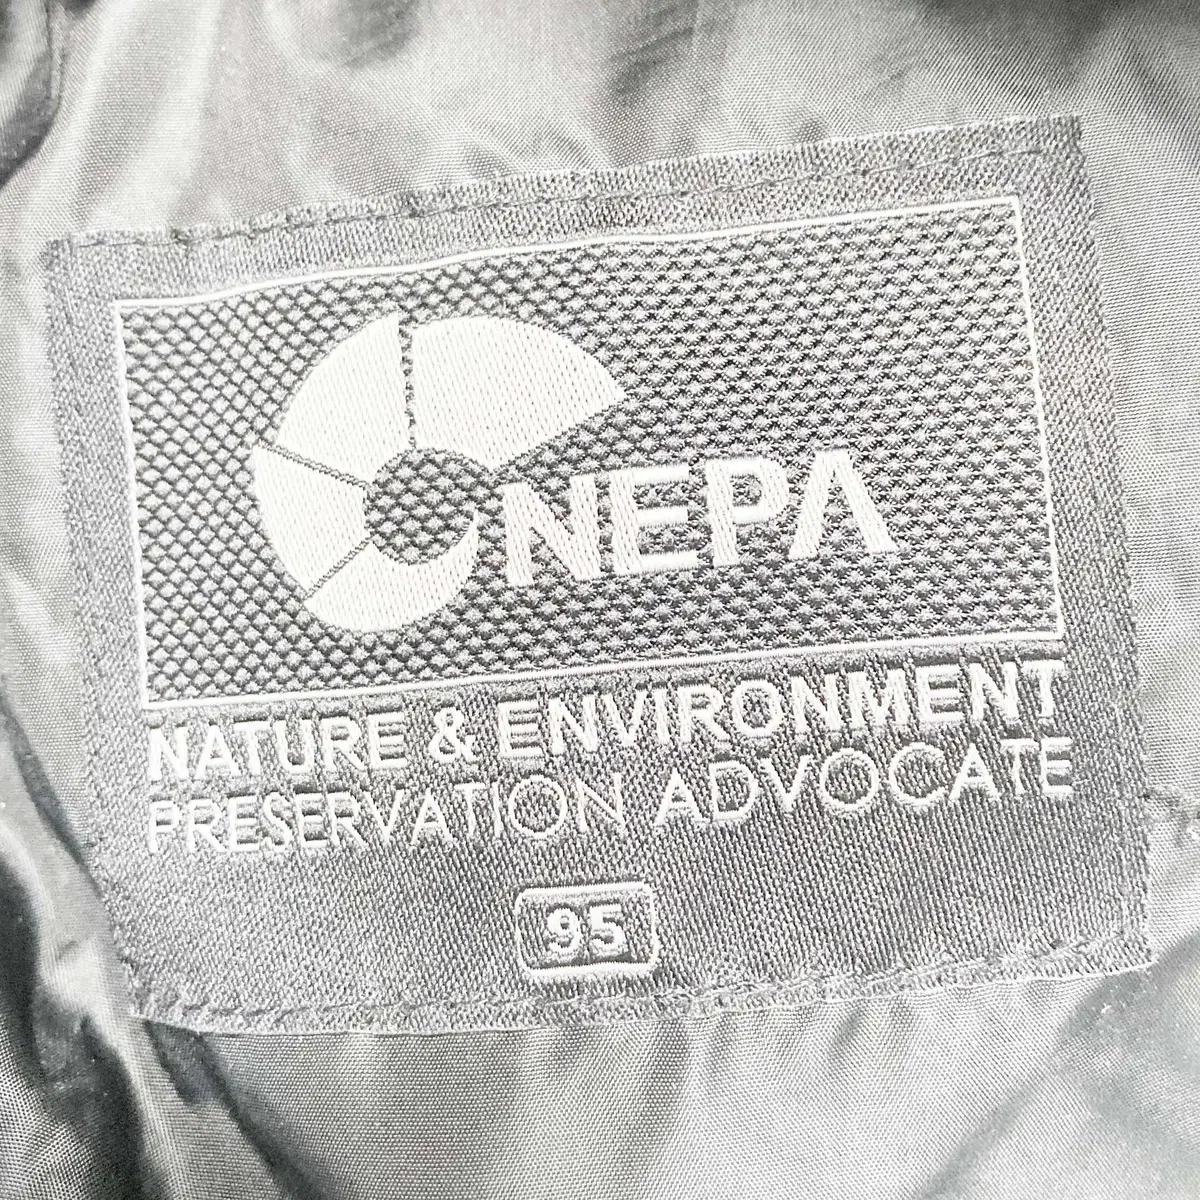 NEPA
NATURE & ENVIRONMENT
PRESERVATION ADVOCATE
95